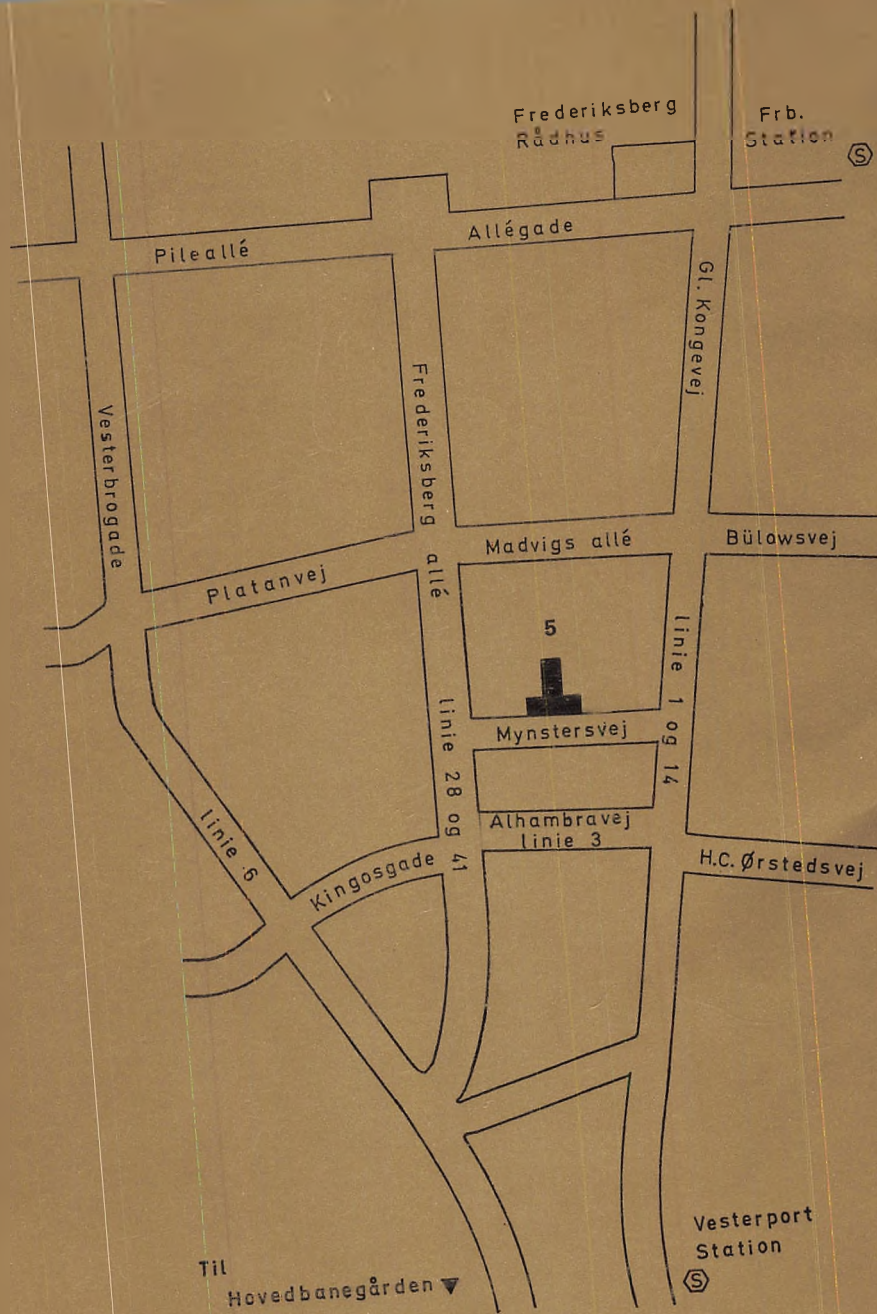 Frederiksberg
Rådhus
Frb.
Station
S
Pileallé
Allégade
Gl. Kongevej
Vesterbrogade
Frederiksberg allé
Platanvej
Madvigs allé
Bülowsvej
5
linie 1 og 14
Mynstersvej
linie 28 og 41
Alhambravej
linie 3
linie 6
Kingosgade
H.C. Ørstedsvej
Vesterport
Station
S
Til
Hovedbanegården